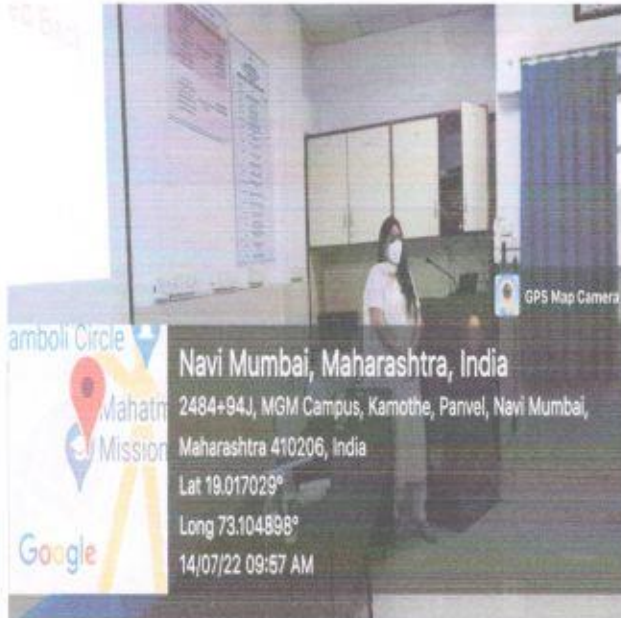 GPS Map Camera
amboli Circle
Mahatm
Mission
Google
Navi Mumbai, Maharashtra, India
2484+94J, MGM Campus, Kamothe, Panvel, Navi Mumbai,
Maharashtra 410206, India
Lat 19.017029°
Long 73.104898°
14/07/22 09:57 AM